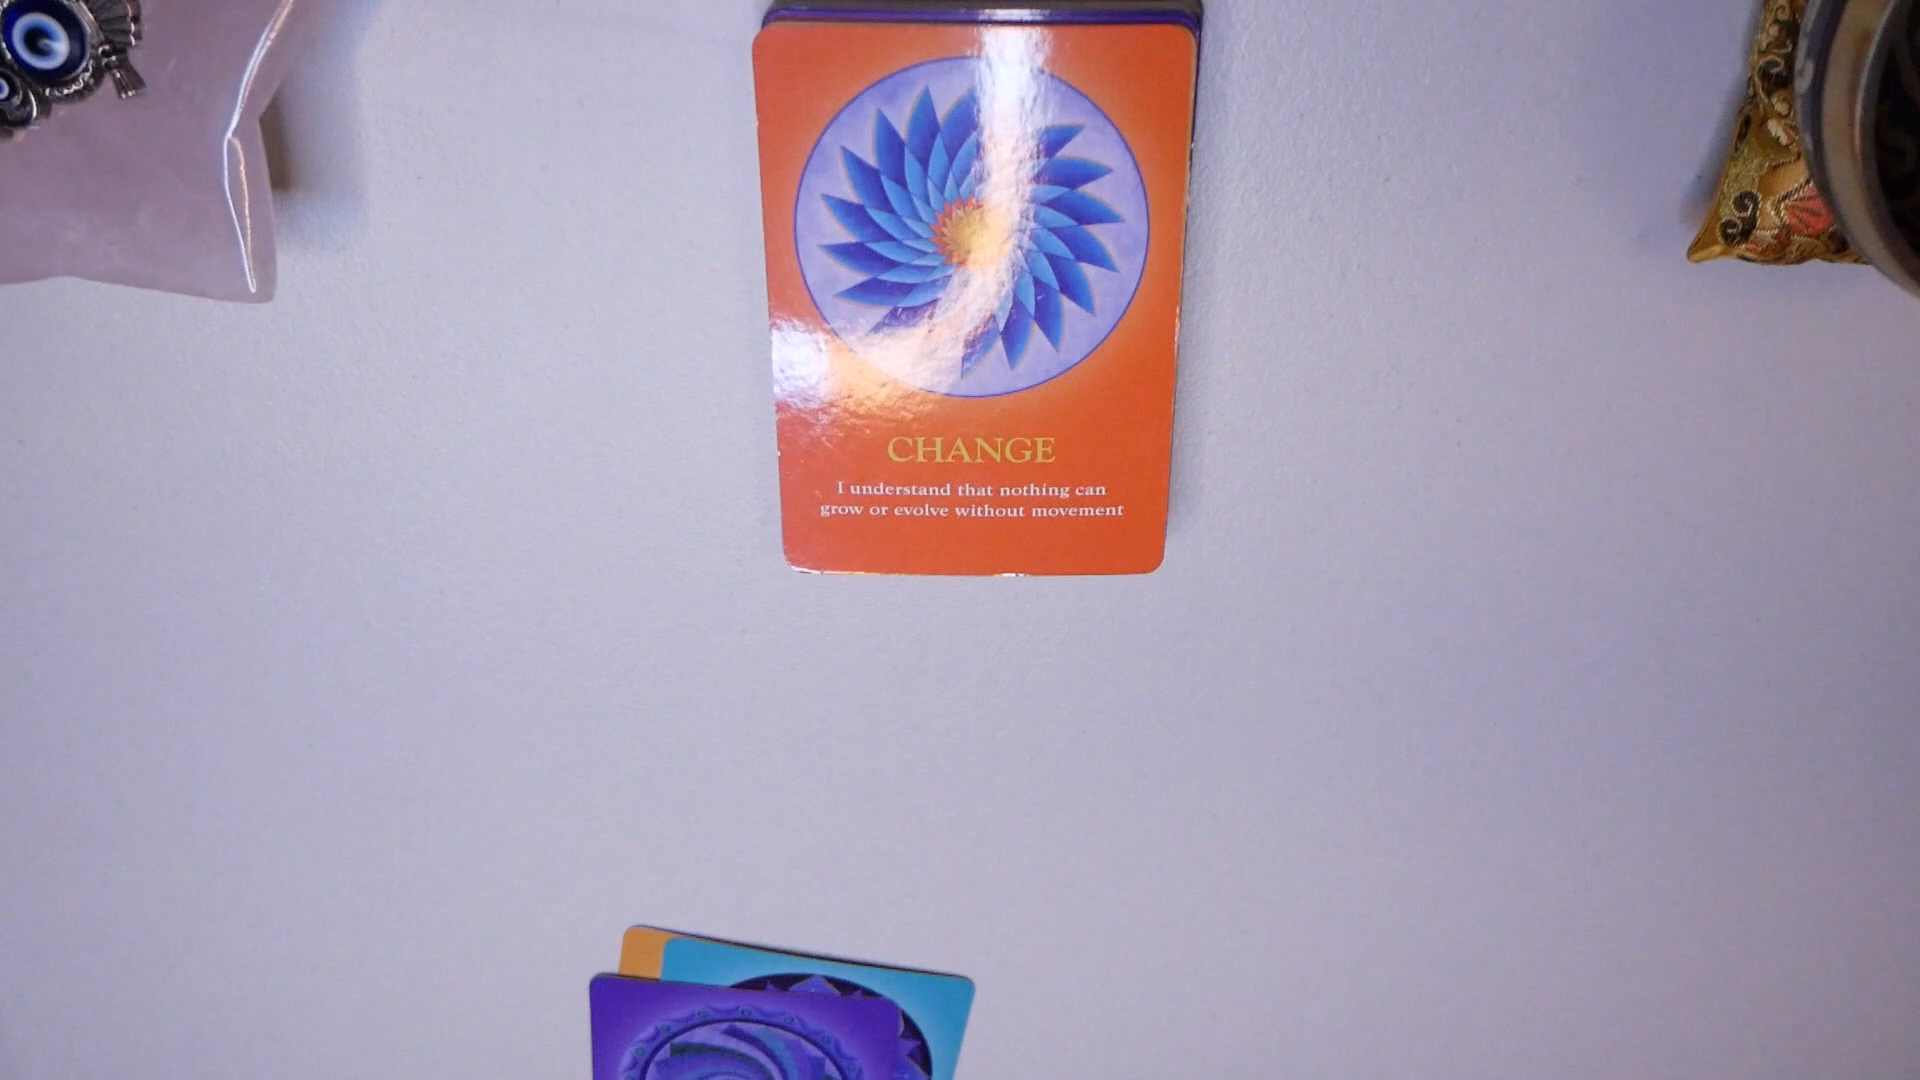 CHANGE
I understand that nothing can
grow or evolve without movement